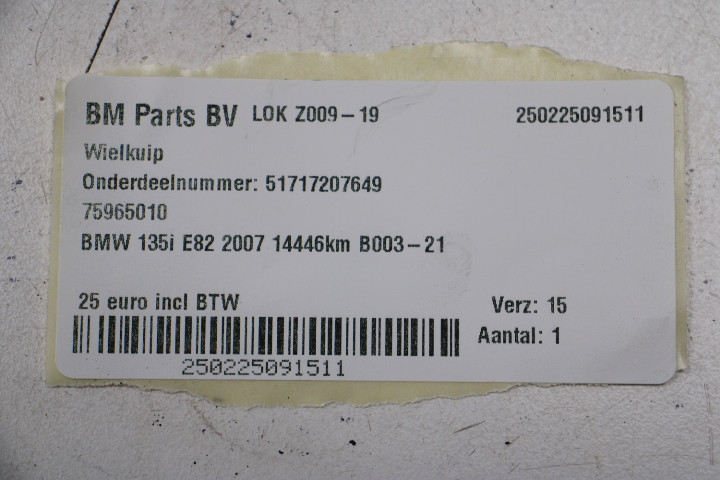 BM Parts BV LOK Z009-19 250225091511
Wielkuip
Onderdeelnummer: 51717207649
75965010
BMW 135i E82 2007 14446km B003-21
25 euro incl BTW Verz: 15
Aantal: 1
250225091511